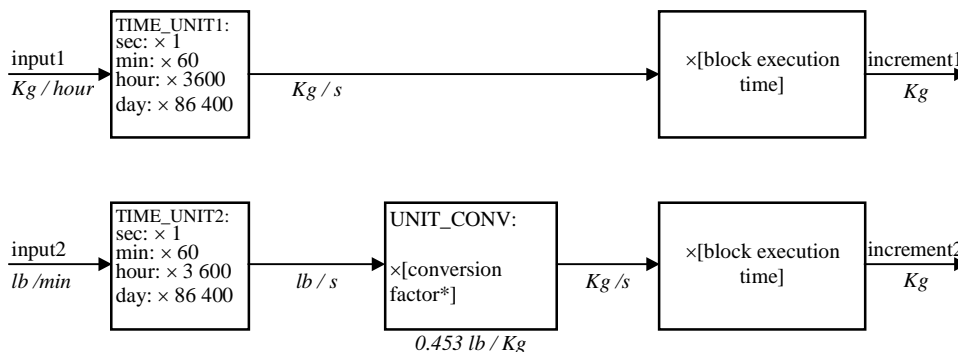 TIME_UNIT1:
sec: × 1
min: × 60
hour: × 3600
day: × 86 400
input1
Kg / hour
Kg / s
×[block execution
time]
increment1
Kg
TIME_UNIT2:
sec: × 1
min: × 60
hour: × 3 600
day: × 86 400
input2
lb /min
lb / s
UNIT_CONV:
×[conversion
factor*]
0.453 lb / Kg
Kg /s
×[block execution
time]
increment2
Kg